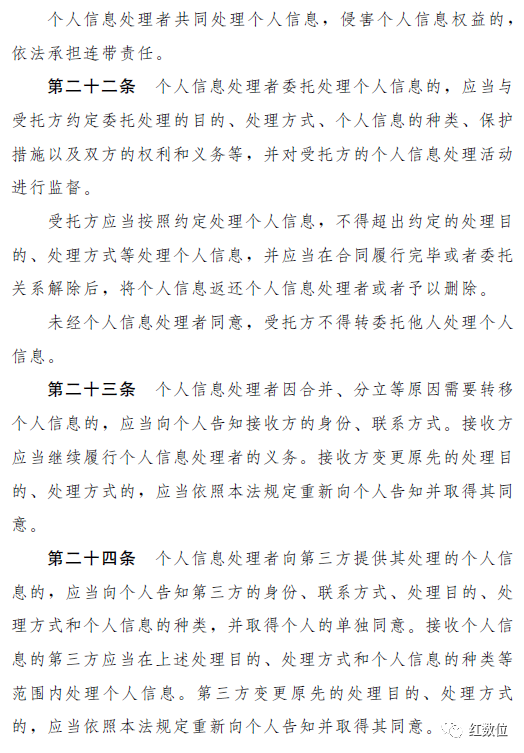 个人信息处理者共同处理个人信息，侵害个人信息权益的，
依法承担连带责任。
第二十二条　个人信息处理者委托处理个人信息的，应当与
受托方约定委托处理的目的、处理方式、个人信息的种类、保护
措施以及双方的权利和义务等，并对受托方的个人信息处理活动
进行监督。
受托方应当按照约定处理个人信息，不得超出约定的处理目
的、处理方式等处理个人信息，并应当在合同履行完毕或者委托
关系解除后，将个人信息返还个人信息处理者或者予以删除。
未经个人信息处理者同意，受托方不得转委托他人处理个人
信息。
第二十三条　个人信息处理者因合并、分立等原因需要转移
个人信息的，应当向个人告知接收方的身份、联系方式。接收方
应当继续履行个人信息处理者的义务。接收方变更原先的处理目
的、处理方式的，应当依照本法规定重新向个人告知并取得其同
意。
第二十四条　个人信息处理者向第三方提供其处理的个人信
息的，应当向个人告知第三方的身份、联系方式、处理目的、处
理方式和个人信息的种类，并取得个人的单独同意。接收个人信
息的第三方应当在上述处理目的、处理方式和个人信息的种类等
范围内处理个人信息。第三方变更原先的处理目的、处理方式
的，应当依照本法规定重新向个人告知并取得其同意。
红数位